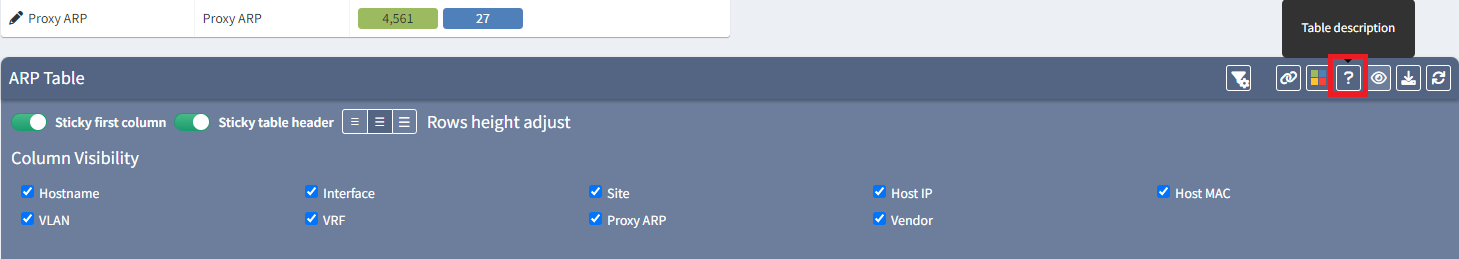 Proxy ARP Proxy ARP 4,561 27
Table description
ARP Table ?
Sticky first column Sticky table header Rows height adjust
Column Visibility
Hostname Interface Site Host IP Host MAC
VLAN VRF Proxy ARP Vendor